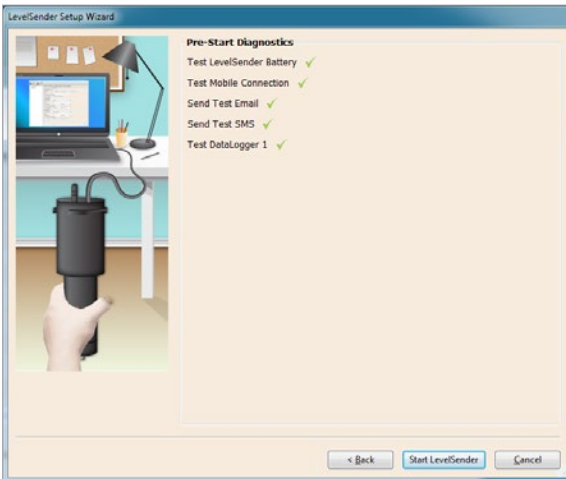 LevelSender Setup Wizard
Pre-Start Diagnostics
Test LevelSender Battery
Test Mobile Connection
Send Test Email
Send Test SMS
Test DataLogger 1
< Back
Start LevelSender
Cancel